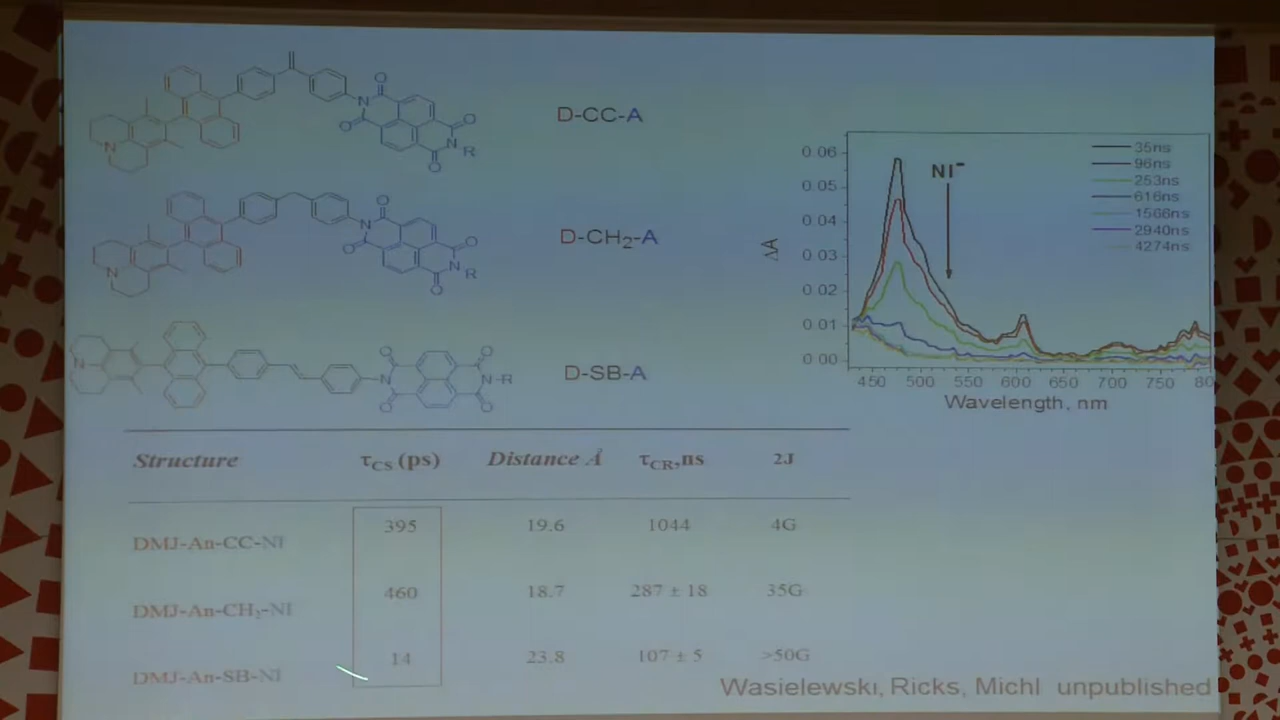 N
O
O
N
O
O
N
R
D-CC-A
N
O
O
N
O
O
N
R
D-CH₂-A
N
O
O
N
O
O
N-R
D-SB-A
0.06
0.05
0.04
0 03
0 02
0 01
0 00
ΔA
NI⁻
35ns
96ns
253ns
616ns
1566ns
2940ns
4274ns
450 500 550 600 650 700 750 80
Wavelength, nm
Structure τCS (ps) Distance Å τCR,ns 2J
DMJ-An-CC-NI 395 19.6 1044 4G
DMJ-An-CH₂-NI 460 18.7 287 ± 18 35G
DMJ-An-SB-NI 14 23.8 107 ± 5 >50G
Wasielewski, Ricks, Michl unpublished